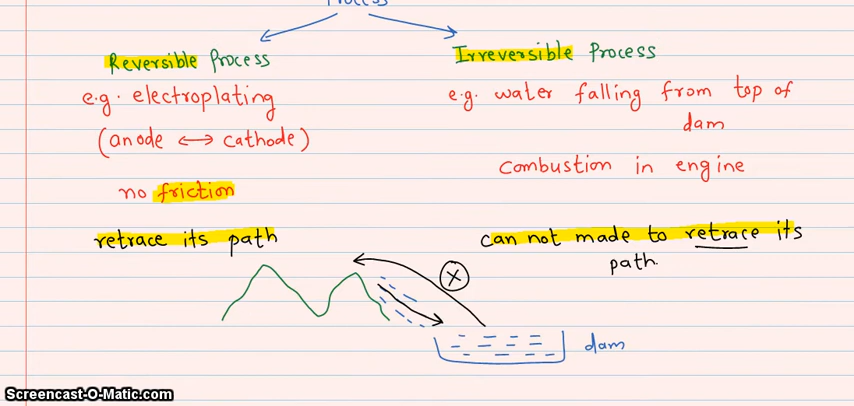 Process
Reversible Process
e.g. electroplating
(anode ↔ cathode)
no friction
retrace its path
Irreversible Process
e.g. water falling from top of
dam
combustion in engine
can not made to retrace its
path.
X
dam
Screencast-O-Matic.com